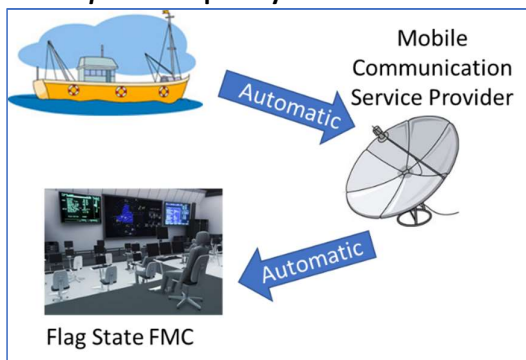 Mobile
Communication
Service Provider
Automatic
Automatic
Flag State FMC